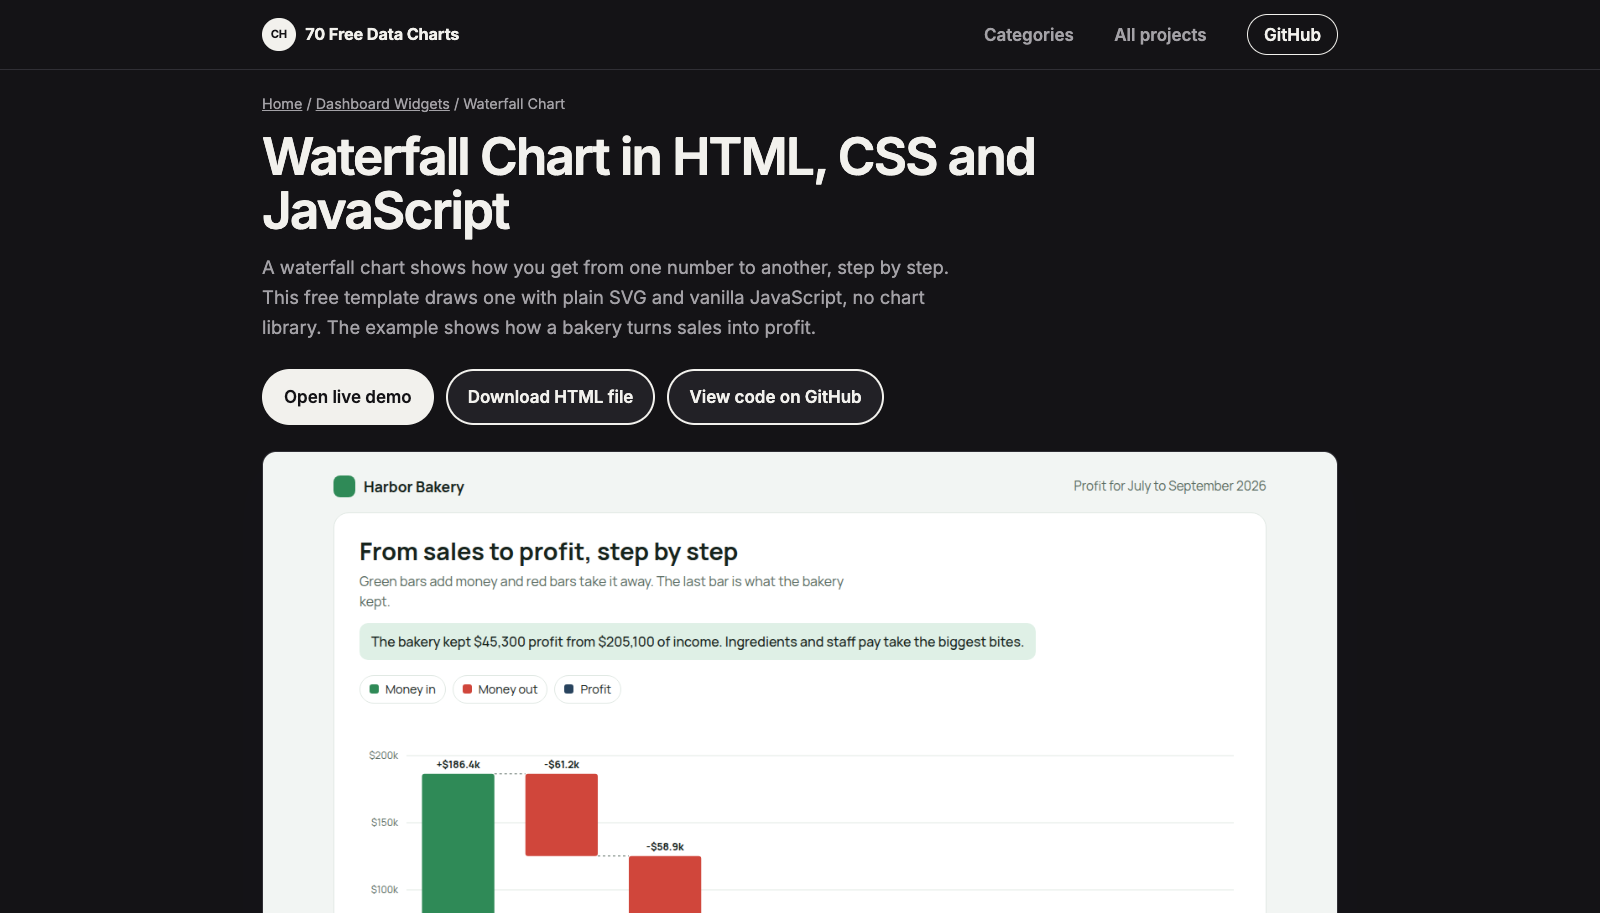 CH 70 Free Data Charts
Categories
All projects
GitHub
Home / Dashboard Widgets / Waterfall Chart
Waterfall Chart in HTML, CSS and
JavaScript
A waterfall chart shows how you get from one number to another, step by step.
This free template draws one with plain SVG and vanilla JavaScript, no chart
library. The example shows how a bakery turns sales into profit.
Open live demo
Download HTML file
View code on GitHub
Harbor Bakery
Profit for July to September 2026
From sales to profit, step by step
Green bars add money and red bars take it away. The last bar is what the bakery
kept.
The bakery kept $45,300 profit from $205,100 of income. Ingredients and staff pay take the biggest bites.
Money in
Money out
Profit
$200k
+$186.4k
-$61.2k
$150k
-$58.9k
$100k